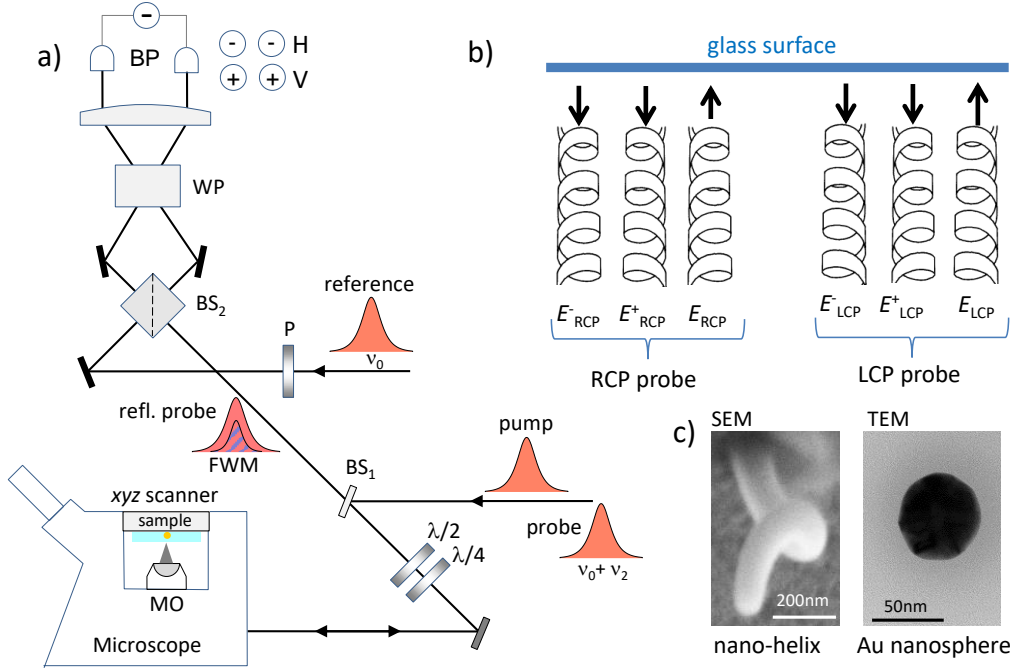 a)
-
BP
- - H
+ + V
WP
BS₂
reference
P
ν₀
refl. probe
FWM
BS₁
pump
probe
ν₀+ ν₂
λ/2
λ/4
xyz scanner
sample
MO
Microscope
b)
glass surface
E⁻RCP E⁺RCP ERCP
RCP probe
E⁻LCP E⁺LCP ELCP
LCP probe
c)
SEM
200nm
nano-helix
TEM
50nm
Au nanosphere